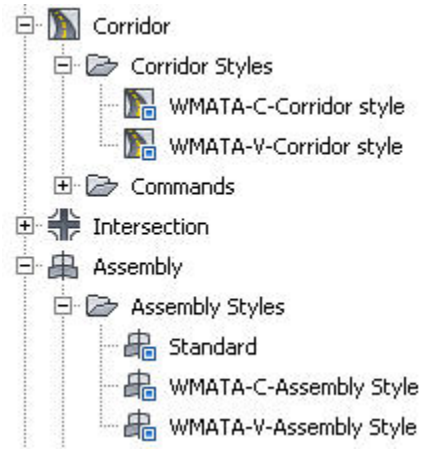 Corridor
Corridor Styles
WMATA-C-Corridor style
WMATA-V-Corridor style
Commands
Intersection
Assembly
Assembly Styles
Standard
WMATA-C-Assembly Style
WMATA-V-Assembly Style